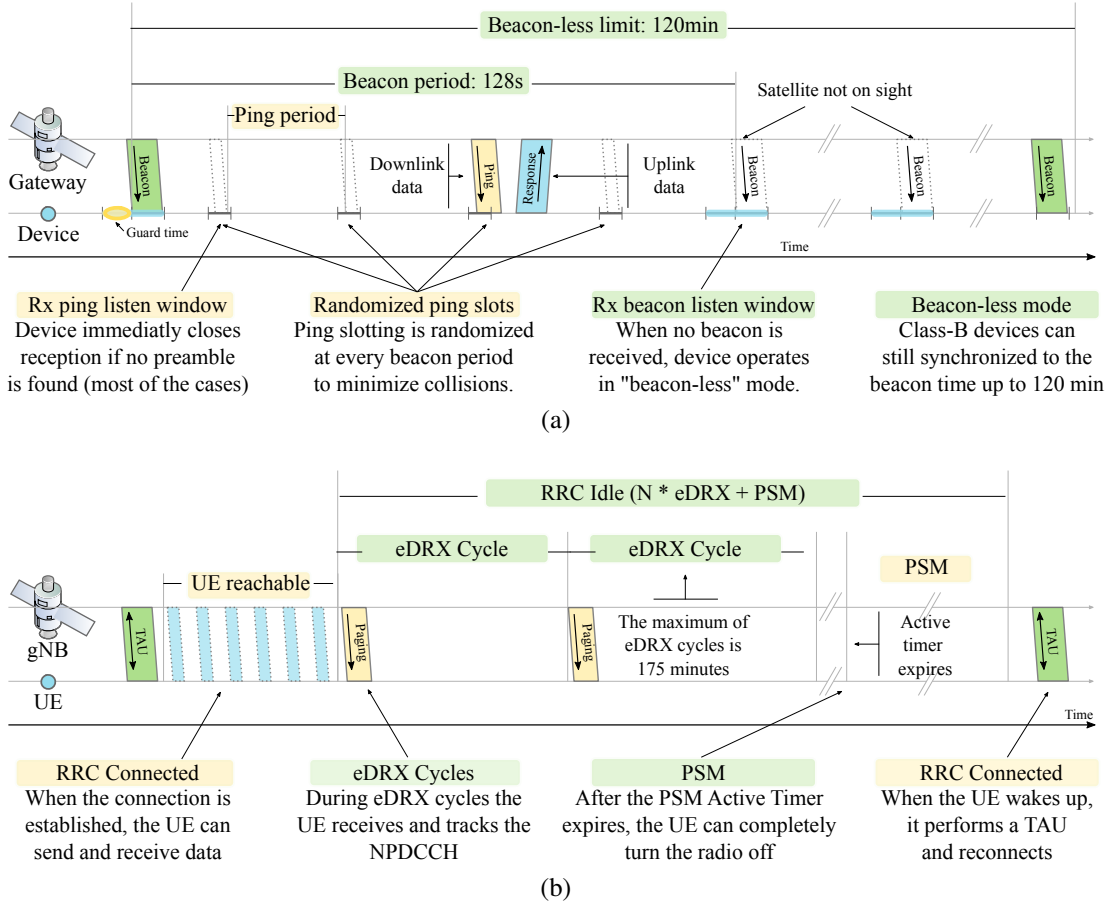 Beacon-less limit: 120min
Beacon period: 128s
Satellite not on sight
Ping period
Gateway
Beacon
Downlink
data
Ping
Response
Uplink
data
Beacon
Beacon
Beacon
Device
Guard time
Time
Rx ping listen window
Device immediatly closes
reception if no preamble
is found (most of the cases)
Randomized ping slots
Ping slotting is randomized
at every beacon period
to minimize collisions.
Rx beacon listen window
When no beacon is
received, device operates
in "beacon-less" mode.
Beacon-less mode
Class-B devices can
still synchronized to the
beacon time up to 120 min
(a)
RRC Idle (N * eDRX + PSM)
eDRX Cycle
eDRX Cycle
UE reachable
PSM
gNB
TAU
Paging
Paging
The maximum of
eDRX cycles is
175 minutes
Active
timer
expires
TAU
UE
Time
RRC Connected
When the connection is
established, the UE can
send and receive data
eDRX Cycles
During eDRX cycles the
UE receives and tracks the
NPDCCH
PSM
After the PSM Active Timer
expires, the UE can completely
turn the radio off
RRC Connected
When the UE wakes up,
it performs a TAU
and reconnects
(b)